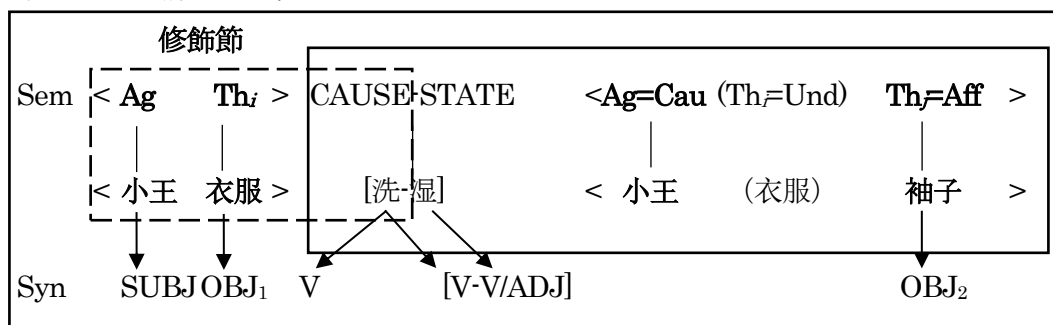 修飾節
Sem < Ag Thi > CAUSE-STATE <Ag=Cau (Thi=Und) Thj=Aff >
< 小王 衣服 > [洗-湿] < 小王 (衣服) 袖子 >
Syn SUBJ OBJ1 V [V-V/ADJ] OBJ2